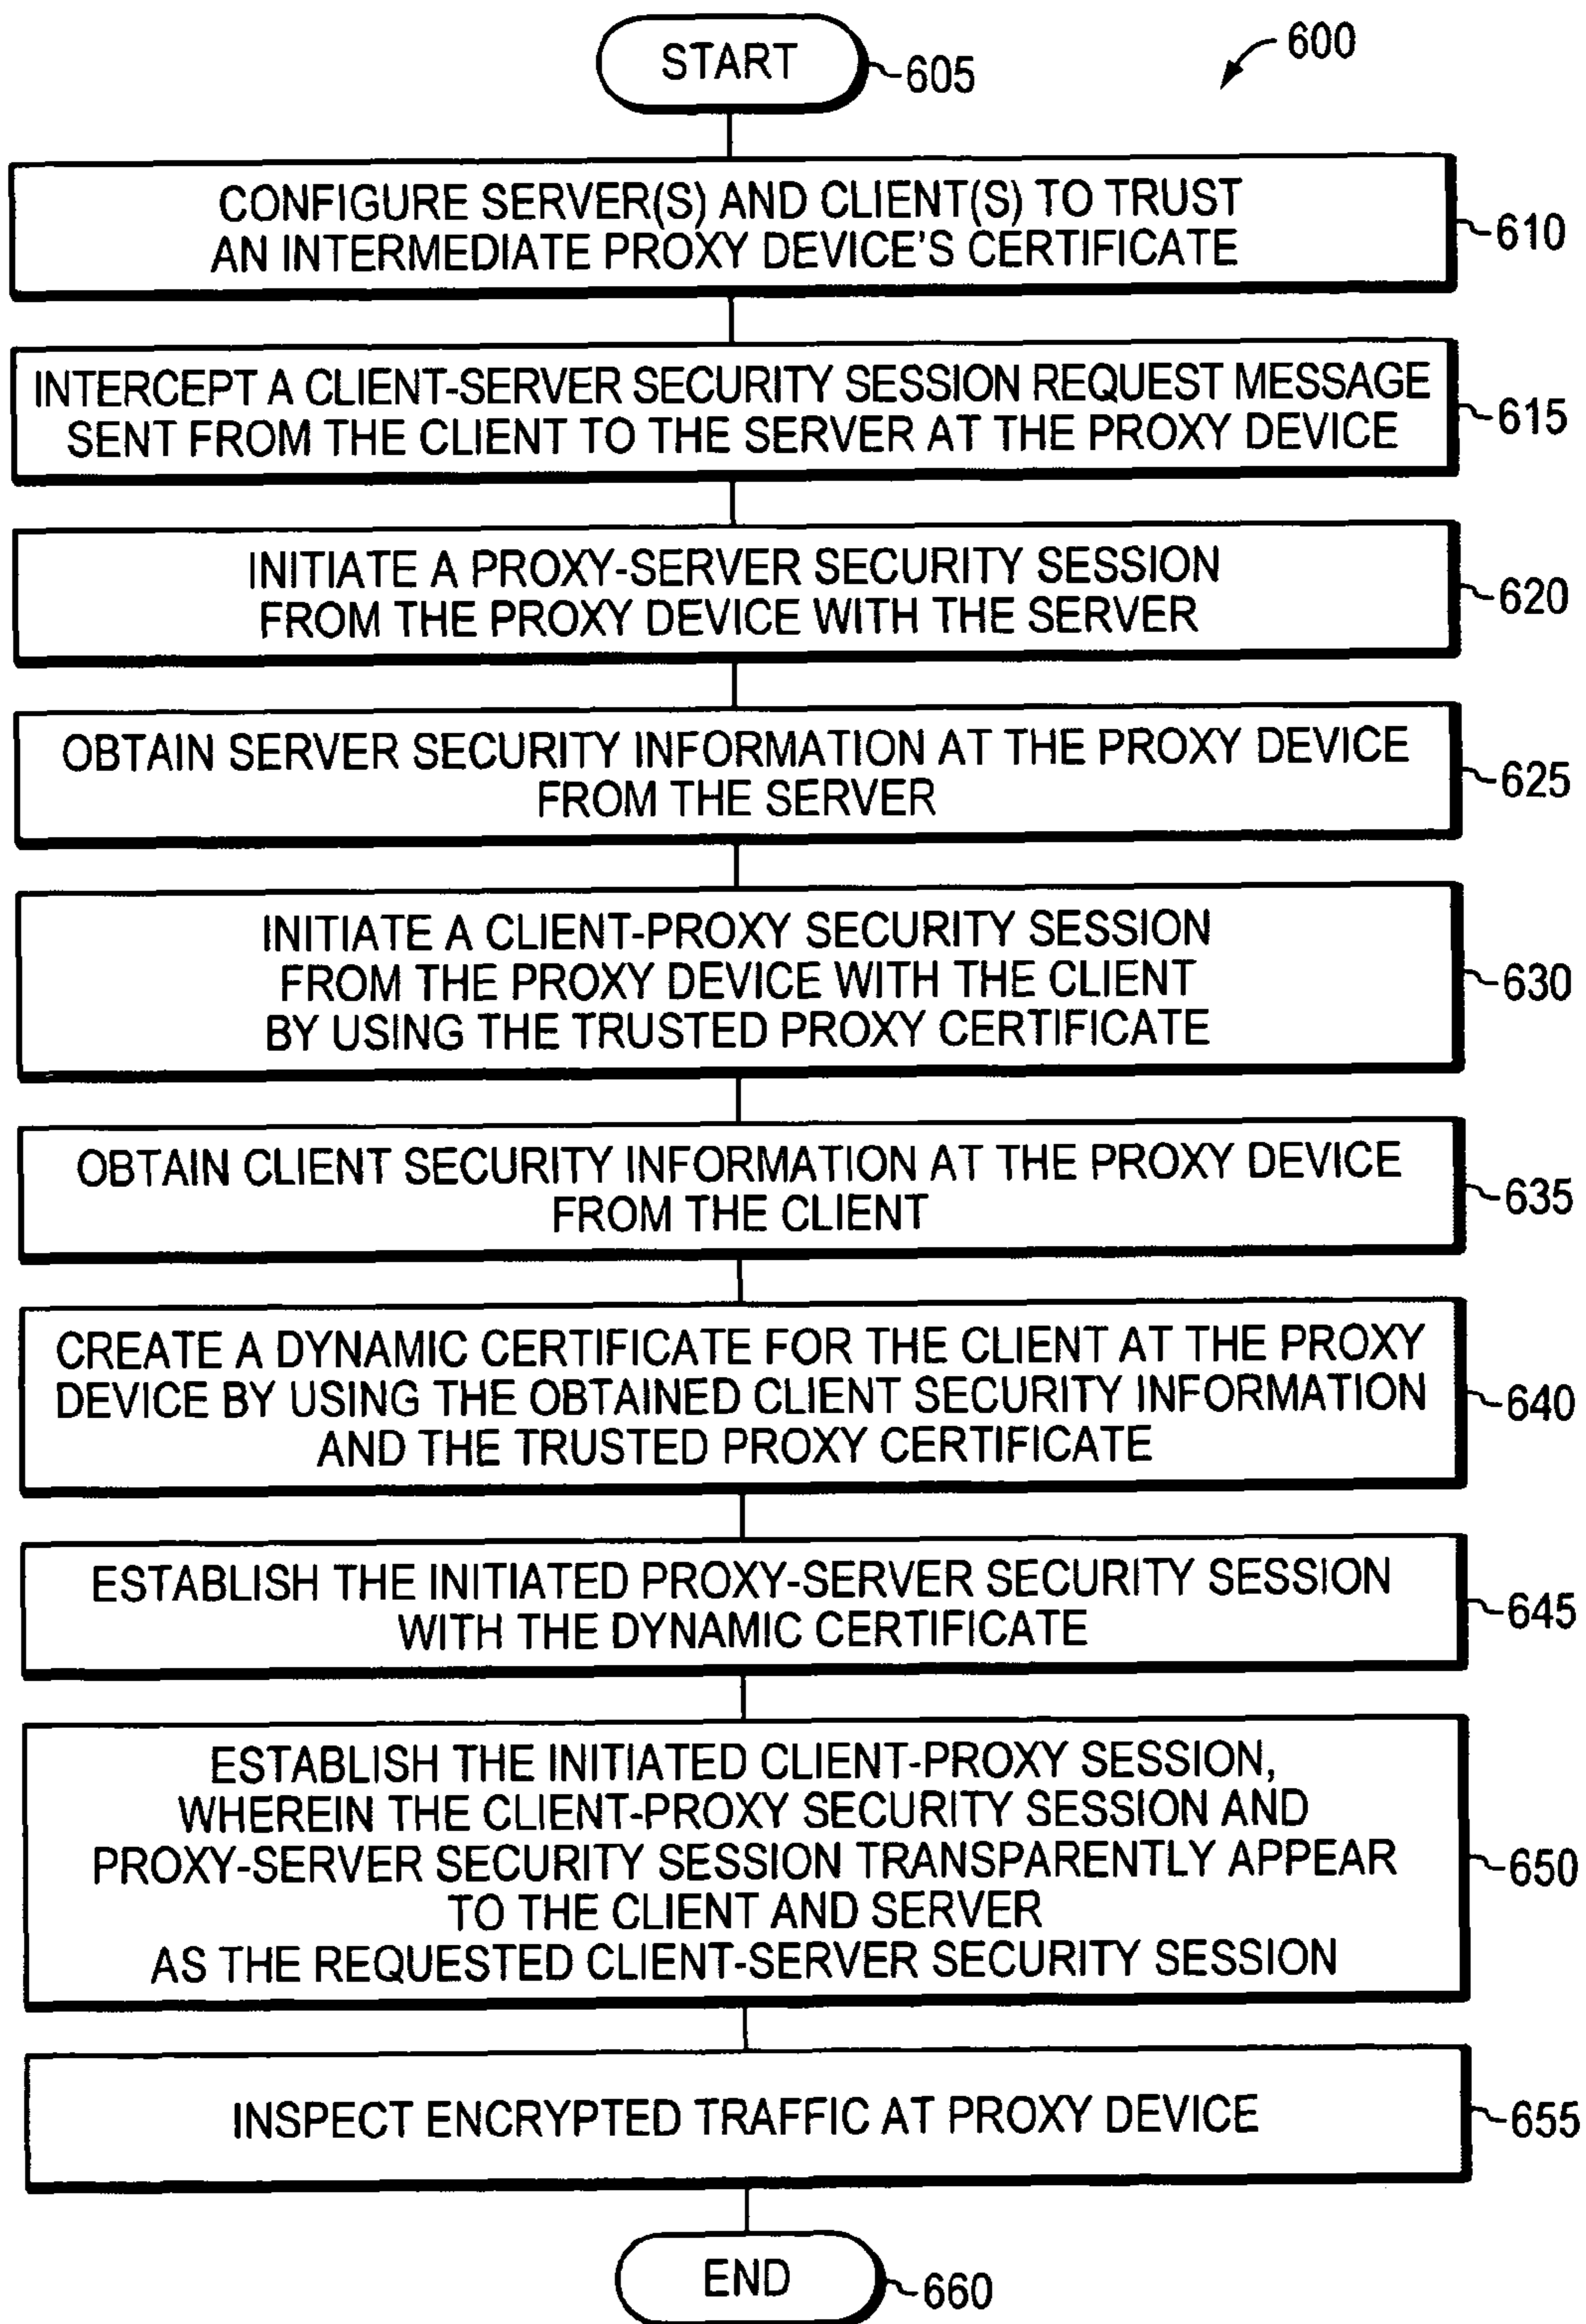 600
START
605
CONFIGURE SERVER(S) AND CLIENT(S) TO TRUST
AN INTERMEDIATE PROXY DEVICE'S CERTIFICATE
610
INTERCEPT A CLIENT-SERVER SECURITY SESSION REQUEST MESSAGE
SENT FROM THE CLIENT TO THE SERVER AT THE PROXY DEVICE
615
INITIATE A PROXY-SERVER SECURITY SESSION
FROM THE PROXY DEVICE WITH THE SERVER
620
OBTAIN SERVER SECURITY INFORMATION AT THE PROXY DEVICE
FROM THE SERVER
625
INITIATE A CLIENT-PROXY SECURITY SESSION
FROM THE PROXY DEVICE WITH THE CLIENT
BY USING THE TRUSTED PROXY CERTIFICATE
630
OBTAIN CLIENT SECURITY INFORMATION AT THE PROXY DEVICE
FROM THE CLIENT
635
CREATE A DYNAMIC CERTIFICATE FOR THE CLIENT AT THE PROXY
DEVICE BY USING THE OBTAINED CLIENT SECURITY INFORMATION
AND THE TRUSTED PROXY CERTIFICATE
640
ESTABLISH THE INITIATED PROXY-SERVER SECURITY SESSION
WITH THE DYNAMIC CERTIFICATE
645
ESTABLISH THE INITIATED CLIENT-PROXY SESSION,
WHEREIN THE CLIENT-PROXY SECURITY SESSION AND
PROXY-SERVER SECURITY SESSION TRANSPARENTLY APPEAR
TO THE CLIENT AND SERVER
AS THE REQUESTED CLIENT-SERVER SECURITY SESSION
650
INSPECT ENCRYPTED TRAFFIC AT PROXY DEVICE
655
END
660